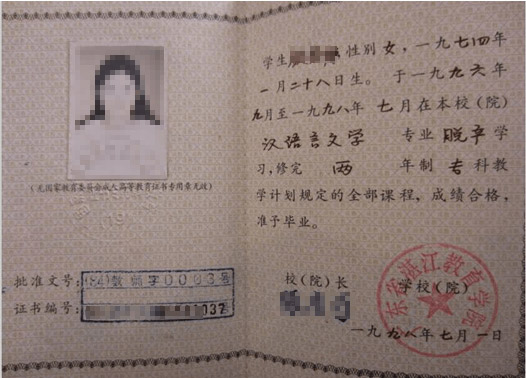 (无国家教育委员会成人高等教育证书专用章无效)
批准文号:(84)教师字0003号
证书编号: 037
学生 性别女,一九七四年
一月二十八日生。于一九九六年
九月至一九九八年七月在本校(院)
汉语言文学 专业脱产学
习,修完 两 年制专科教
学计划规定的全部课程,成绩合格,
准予毕业。
校(院)长 学校(院)
东省湛江教育学院
一九九八年七月一日